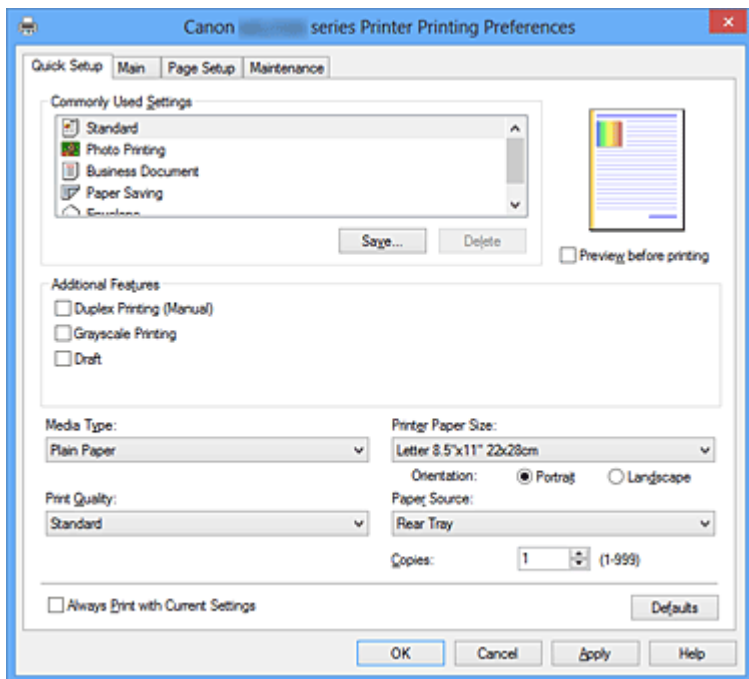 Canon series Printer Printing Preferences
Quick Setup Main Page Setup Maintenance
Commonly Used Settings
Standard
Photo Printing
Business Document
Paper Saving
Envelope
Save... Delete
Preview before printing
Additional Features
Duplex Printing (Manual)
Grayscale Printing
Draft
Media Type:
Plain Paper
Printer Paper Size:
Letter 8.5"x11" 22x28cm
Orientation: Portrait Landscape
Print Quality:
Standard
Paper Source:
Rear Tray
Copies: 1 (1-999)
Always Print with Current Settings
Defaults
OK Cancel Apply Help